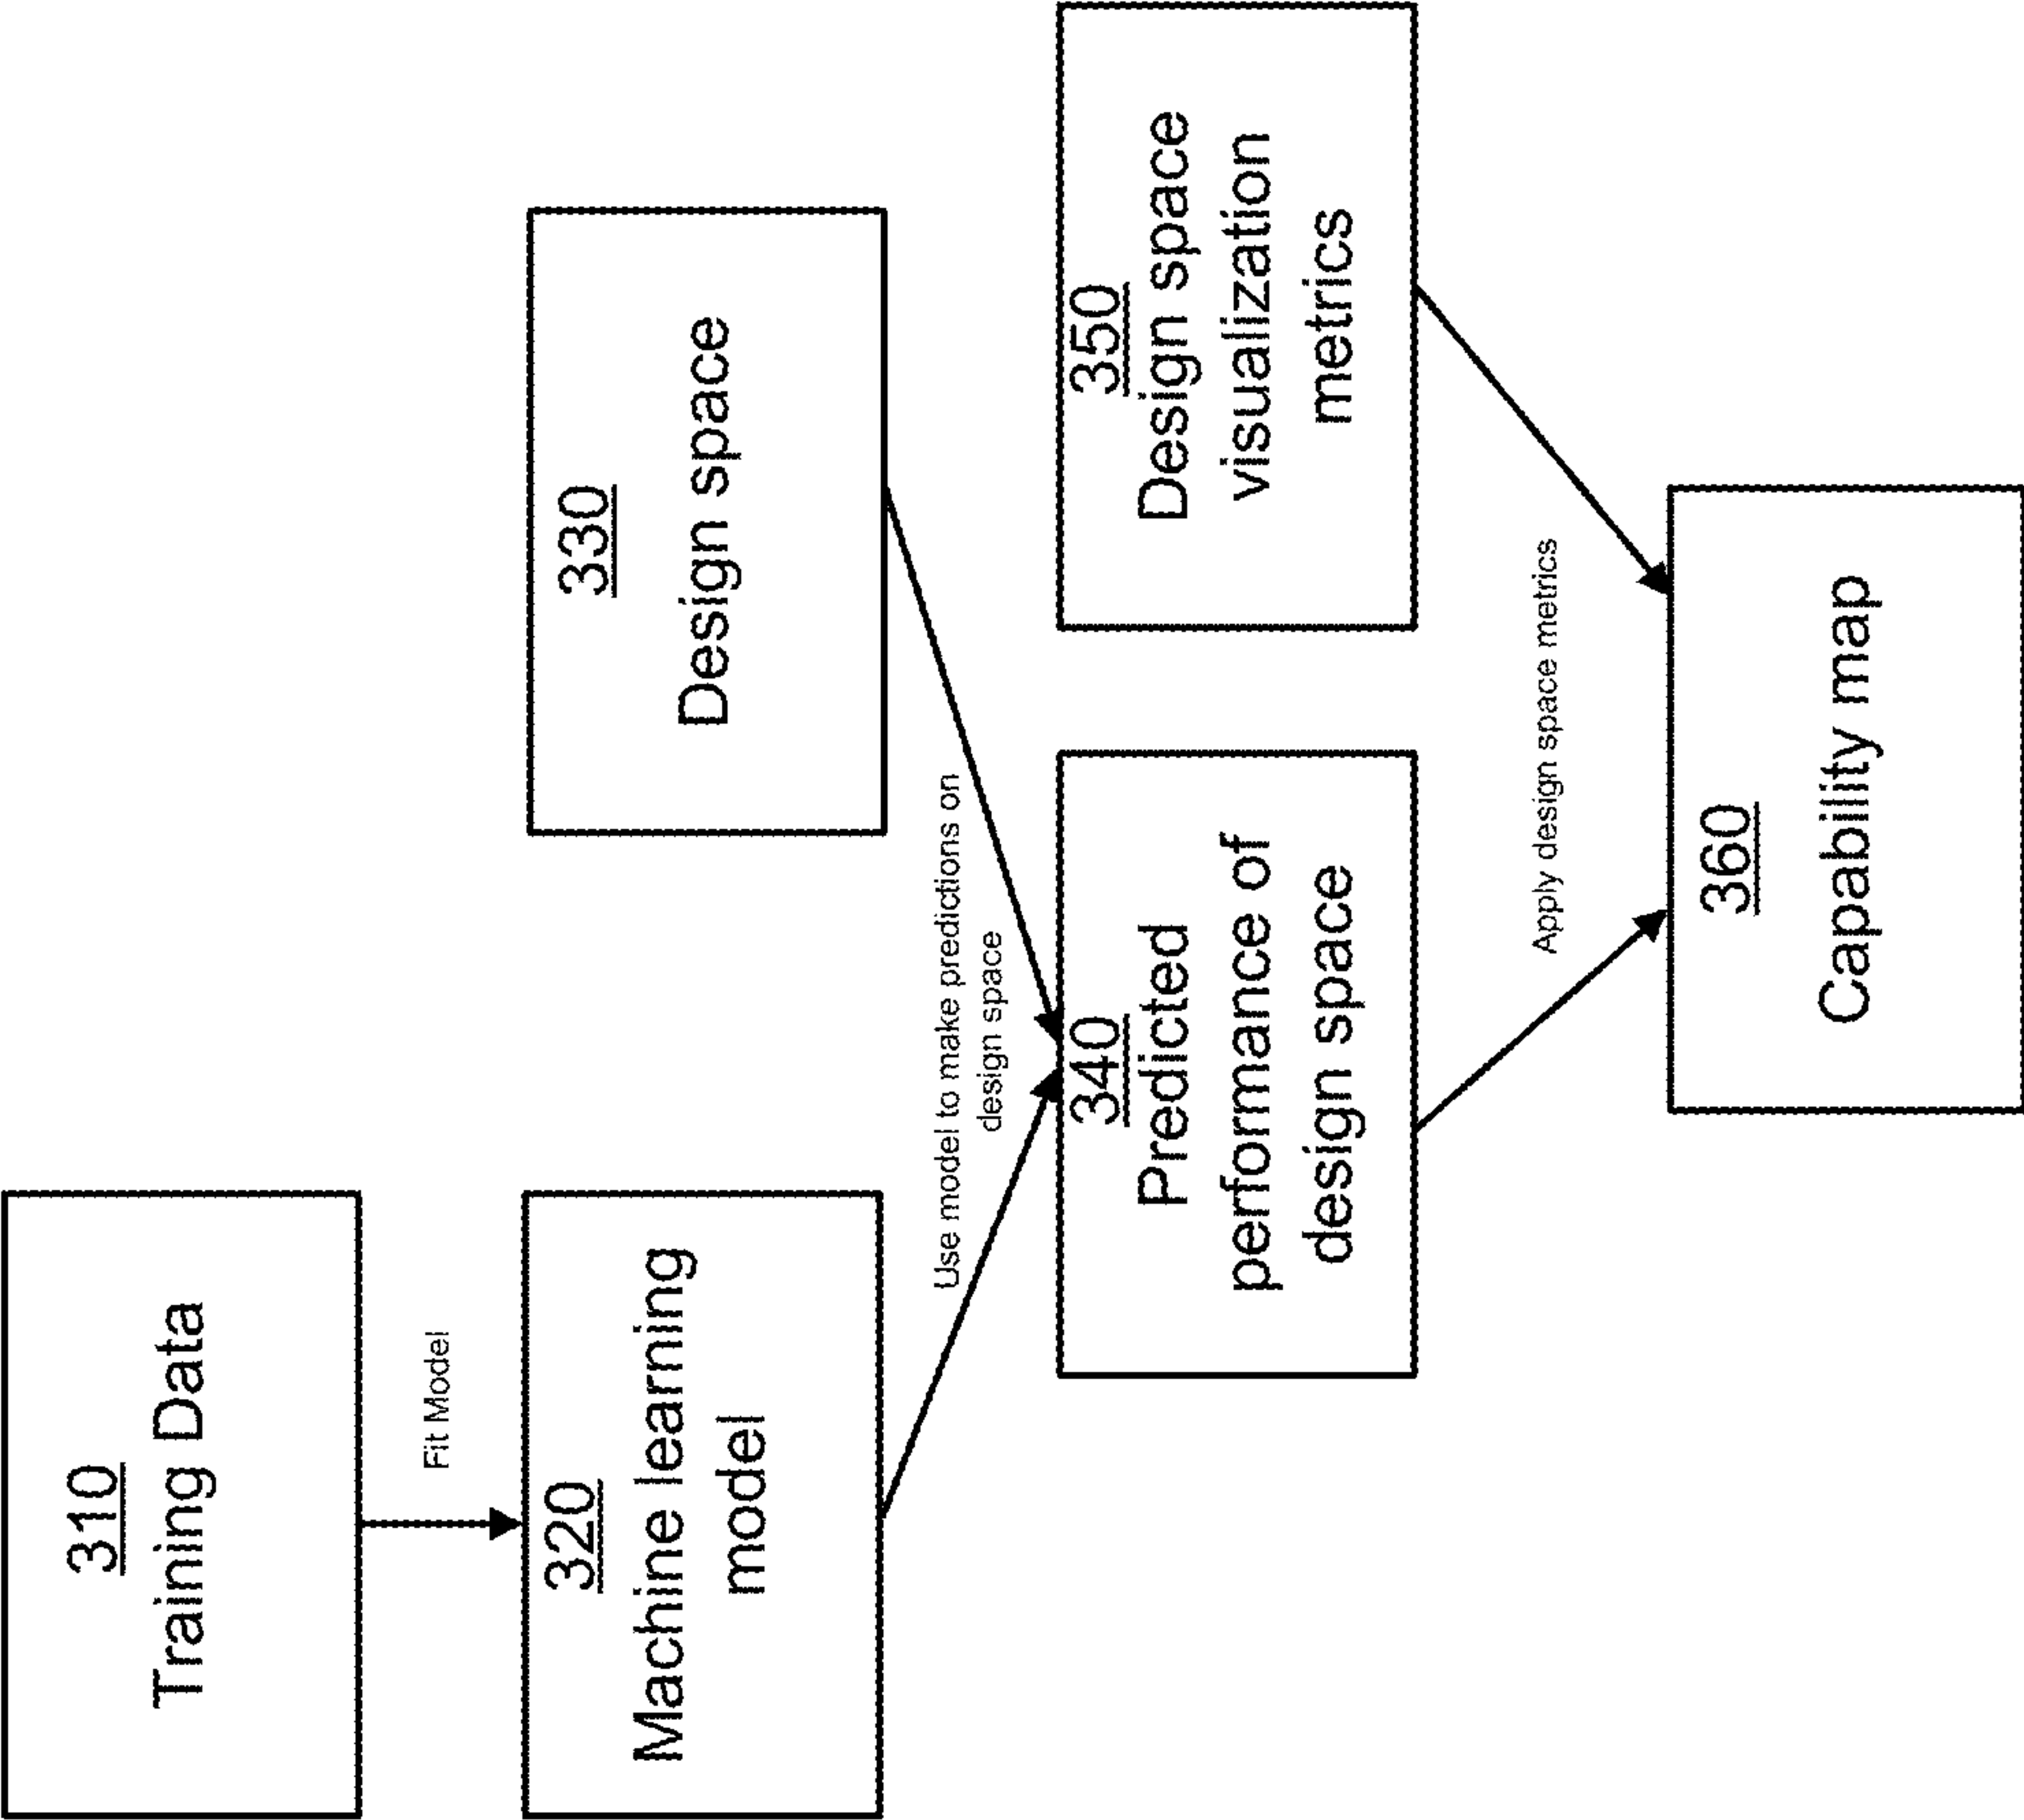 310
Training Data
Fit Model
320
Machine learning
model
330
Design space
Use model to make predictions on
design space
340
Predicted
performance of
design space
350
Design space
visualization
metrics
Apply design space metrics
360
Capability map